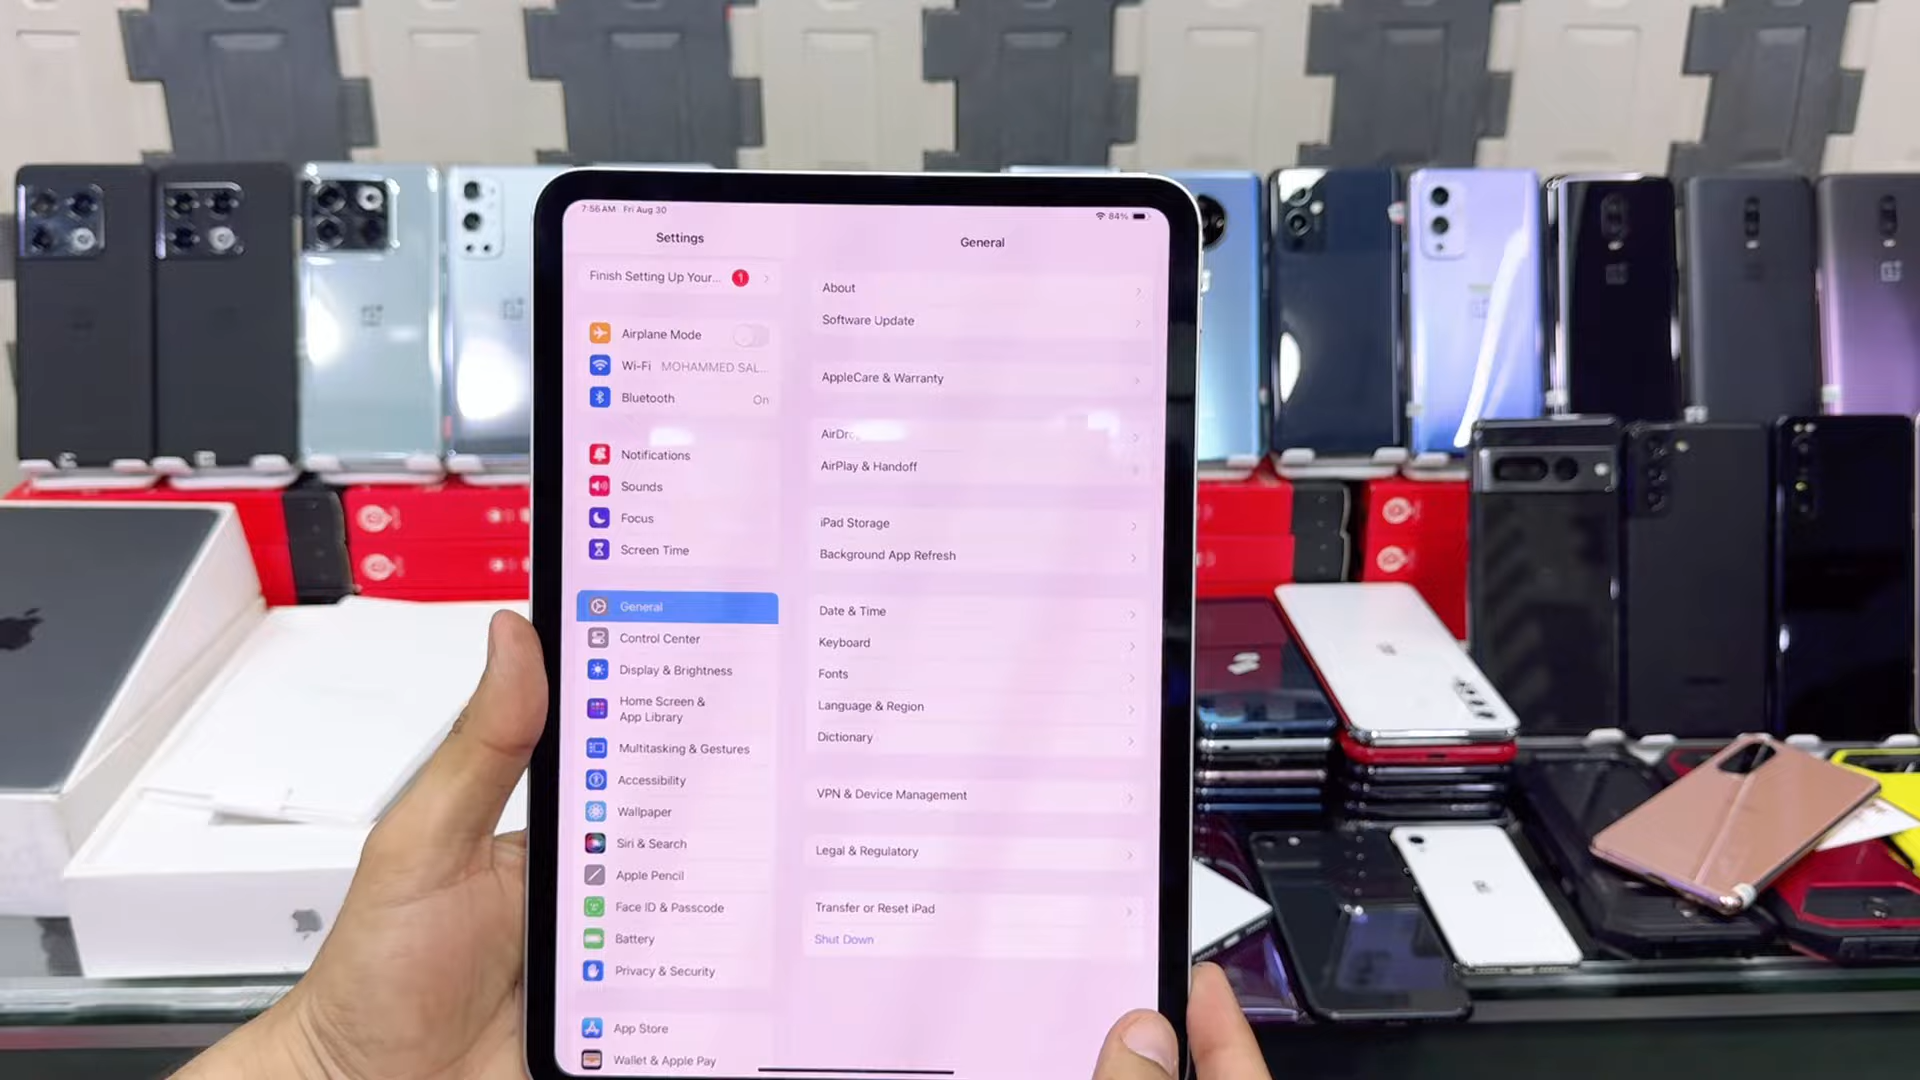 7:56 AM Fri Aug 30
84%
Settings
General
Finish Setting Up Your... 1
Airplane Mode
Wi-Fi MOHAMMED SAL...
Bluetooth On
Notifications
Sounds
Focus
Screen Time
General
Control Center
Display & Brightness
Home Screen &
App Library
Multitasking & Gestures
Accessibility
Wallpaper
Siri & Search
Apple Pencil
Face ID & Passcode
Battery
Privacy & Security
App Store
Wallet & Apple Pay
About
Software Update
AppleCare & Warranty
AirPlay & Handoff
iPad Storage
Background App Refresh
Date & Time
Keyboard
Fonts
Language & Region
Dictionary
VPN & Device Management
Legal & Regulatory
Transfer or Reset iPad
Shut Down